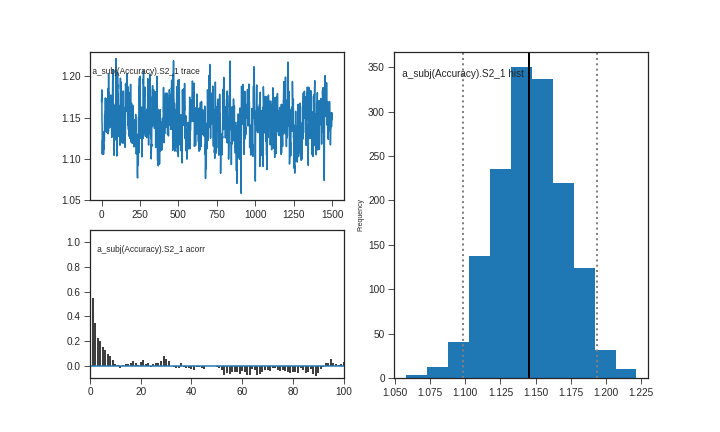 a_subj(Accuracy).S2_1 trace
1.20
1.15
1.10
1.05
0 250 500 750 1000 1250 1500
a_subj(Accuracy).S2_1 acorr
1.0
0.8
0.6
0.4
0.2
0.0
0 20 40 60 80 100
a_subj(Accuracy).S2_1 hist
Frequency
350
300
250
200
150
100
50
0
1.050 1.075 1.100 1.125 1.150 1.175 1.200 1.225